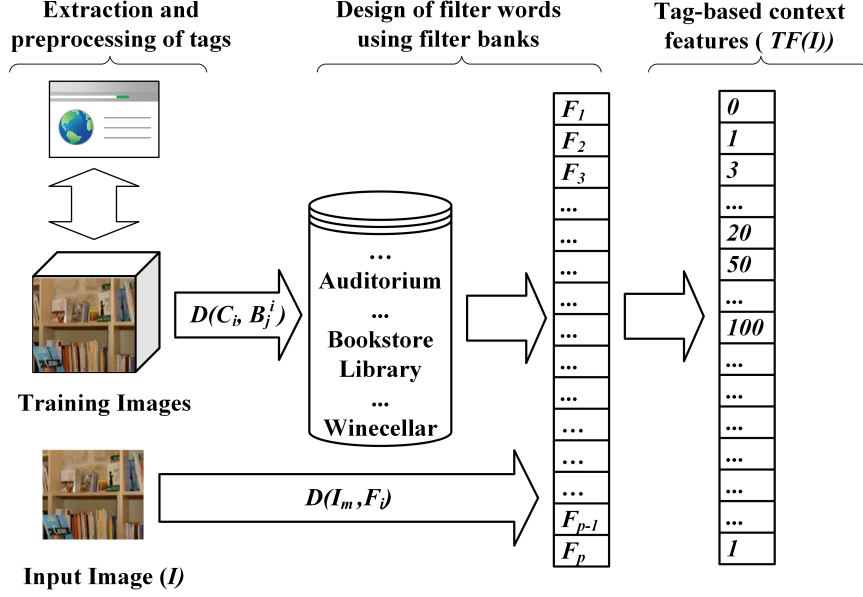 Extraction and
preprocessing of tags
Design of filter words
using filter banks
Tag-based context
features ( TF(I))
Training Images
D(Cᵢ, Bⱼⁱ)
...
Auditorium
...
Bookstore
Library
...
Winecellar
Input Image (I)
D(Iₘ ,Fᵢ)
F₁
F₂
F₃
...
...
...
...
...
...
...
...
...
...
Fₚ₋₁
Fₚ
0
1
3
...
20
50
...
100
...
...
...
...
...
...
1